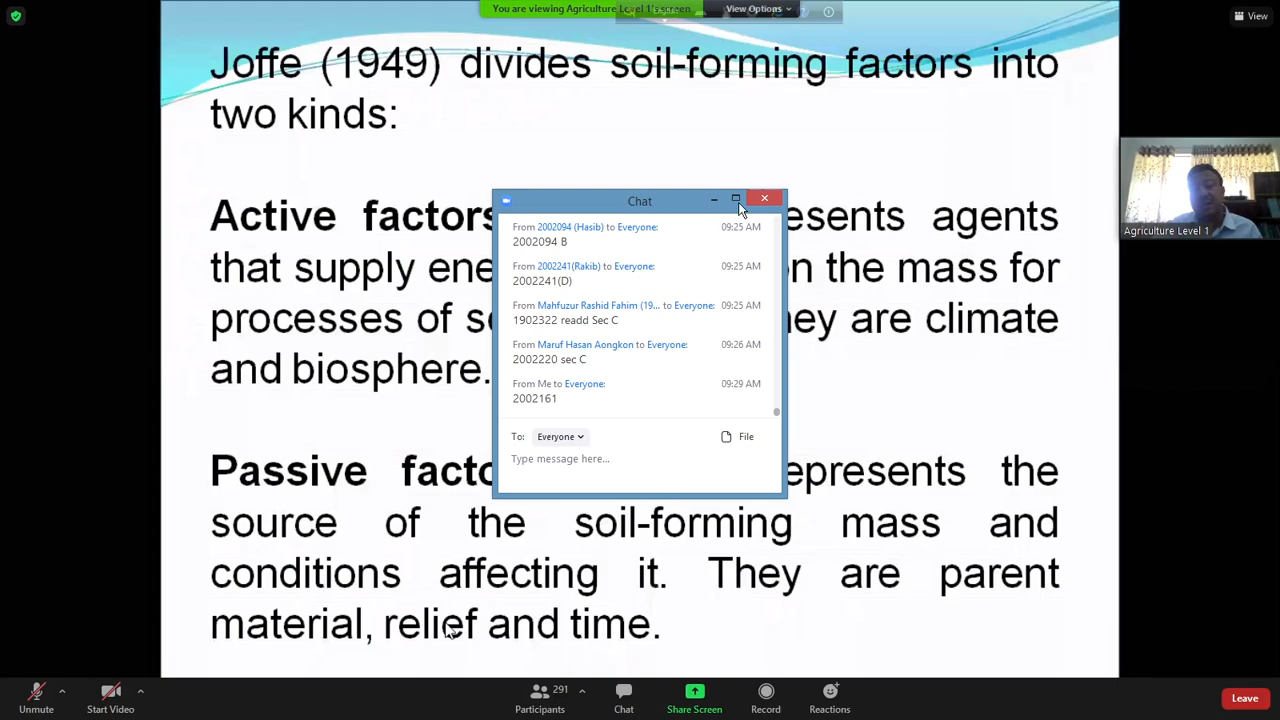 You are viewing Agriculture Level 1's screen
View Options
View
Joffe (1949) divides soil-forming factors into
two kinds:
Active factors
esents agents
that supply ene
on the mass for
processes of s
hey are climate
and biosphere.
Passive facto
epresents the
source of the soil-forming mass and
conditions affecting it. They are parent
material, relief and time.
Agriculture Level 1
Chat
From 2002094 (Hasib) to Everyone: 09:25 AM
2002094 B
From 2002241(Rakib) to Everyone: 09:25 AM
2002241(D)
From Mahfuzur Rashid Fahim (19... to Everyone: 09:25 AM
1902322 readd Sec C
From Maruf Hasan Aongkon to Everyone: 09:26 AM
2002220 sec C
From Me to Everyone: 09:29 AM
2002161
To: Everyone File
Type message here...
Unmute
Start Video
291
Participants
Chat
Share Screen
Record
Reactions
Leave